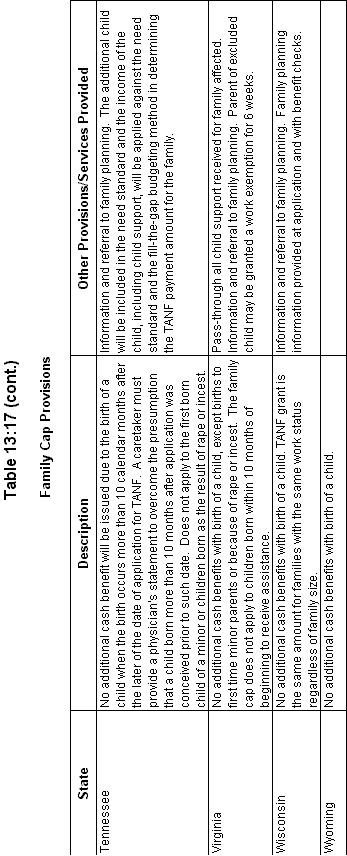 Table 13:17 (cont.)
Family Cap Provisions
State
Description
Other Provisions/Services Provided
Tennessee
No additional cash benefit will be issued due to the birth of a
child when the birth occurs more than 10 calendar months after
the later of the date of application for TANF.  A caretaker must
provide a physician's statement to overcome the presumption
that a child born more than 10 months after application was
conceived prior to such date.  Does not apply to the first born
child of a minor or children born as the result of rape or incest.
Information and referral to family planning.  The additional child
will be included in the need standard and the income of the
child, including child support, will be applied against the need
standard and the fill-the-gap budgeting method in determining
the TANF payment amount for the family.
Virginia
No additional cash benefits with birth of a child, except births to
first time minor parents or because of rape or incest. The family
cap does not apply to children born within 10 months of
beginning to receive assistance.
Pass-through all child support received for family affected.
Information and referral to family planning.  Parent of excluded
child may be granted a work exemption for 6 weeks.
Wisconsin
No additional cash benefits with birth of a child. TANF grant is
the same amount for families with the same work status
regardless of family size.
Information and referral to family planning.  Family planning
information provided at application and with benefit checks.
Wyoming
No additional cash benefits with birth of a child.